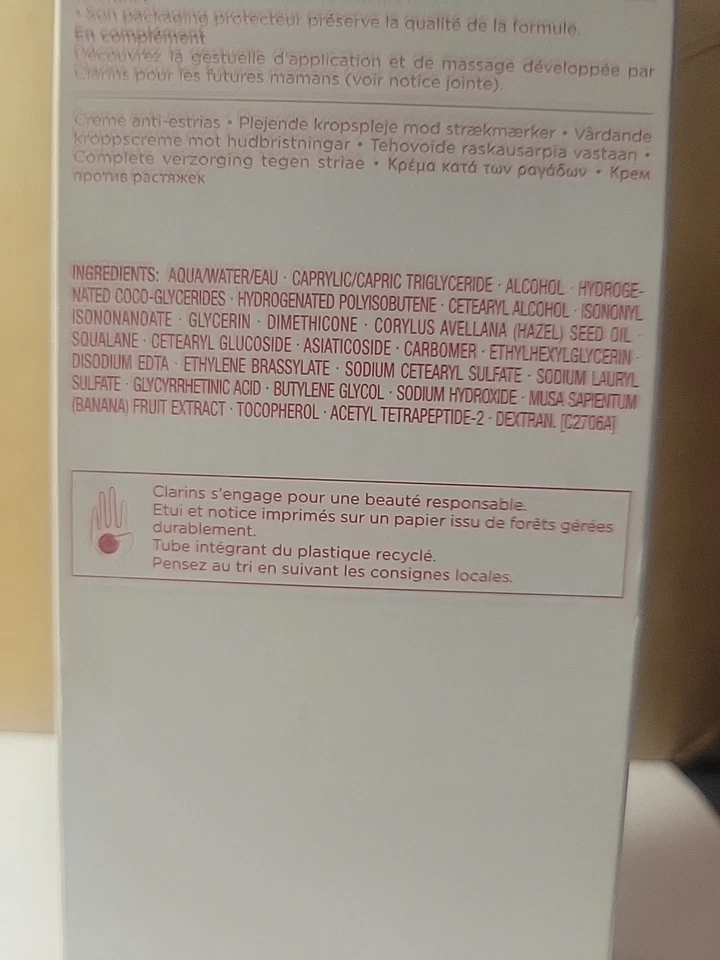 • Son packaging protecteur préserve la qualité de la formule.
En complément
Découvrez la gestuelle d'application et de massage développée par
Clarins pour les futures mamans (voir notice jointe).
Creme anti-estrias • Plejende kropspleje mod strækmærker • Vårdande
kroppscreme mot hudbristningar • Tehovoide raskausarpia vastaan •
Complete verzorging tegen striae • Κρέμα κατά των ραγάδων • Крем
против растяжек
INGREDIENTS: AQUA/WATER/EAU · CAPRYLIC/CAPRIC TRIGLYCERIDE · ALCOHOL · HYDROGE-
NATED COCO-GLYCERIDES · HYDROGENATED POLYISOBUTENE · CETEARYL ALCOHOL · ISONONYL
ISONONANOATE · GLYCERIN · DIMETHICONE · CORYLUS AVELLANA (HAZEL) SEED OIL ·
SQUALANE · CETEARYL GLUCOSIDE · ASIATICOSIDE · CARBOMER · ETHYLHEXYLGLYCERIN ·
DISODIUM EDTA · ETHYLENE BRASSYLATE · SODIUM CETEARYL SULFATE · SODIUM LAURYL
SULFATE · GLYCYRRHETINIC ACID · BUTYLENE GLYCOL · SODIUM HYDROXIDE · MUSA SAPIENTUM
(BANANA) FRUIT EXTRACT · TOCOPHEROL · ACETYL TETRAPEPTIDE-2 · DEXTRAN. [C2706A]
Clarins s'engage pour une beauté responsable.
Etui et notice imprimés sur un papier issu de forêts gérées
durablement.
Tube intégrant du plastique recyclé.
Pensez au tri en suivant les consignes locales.